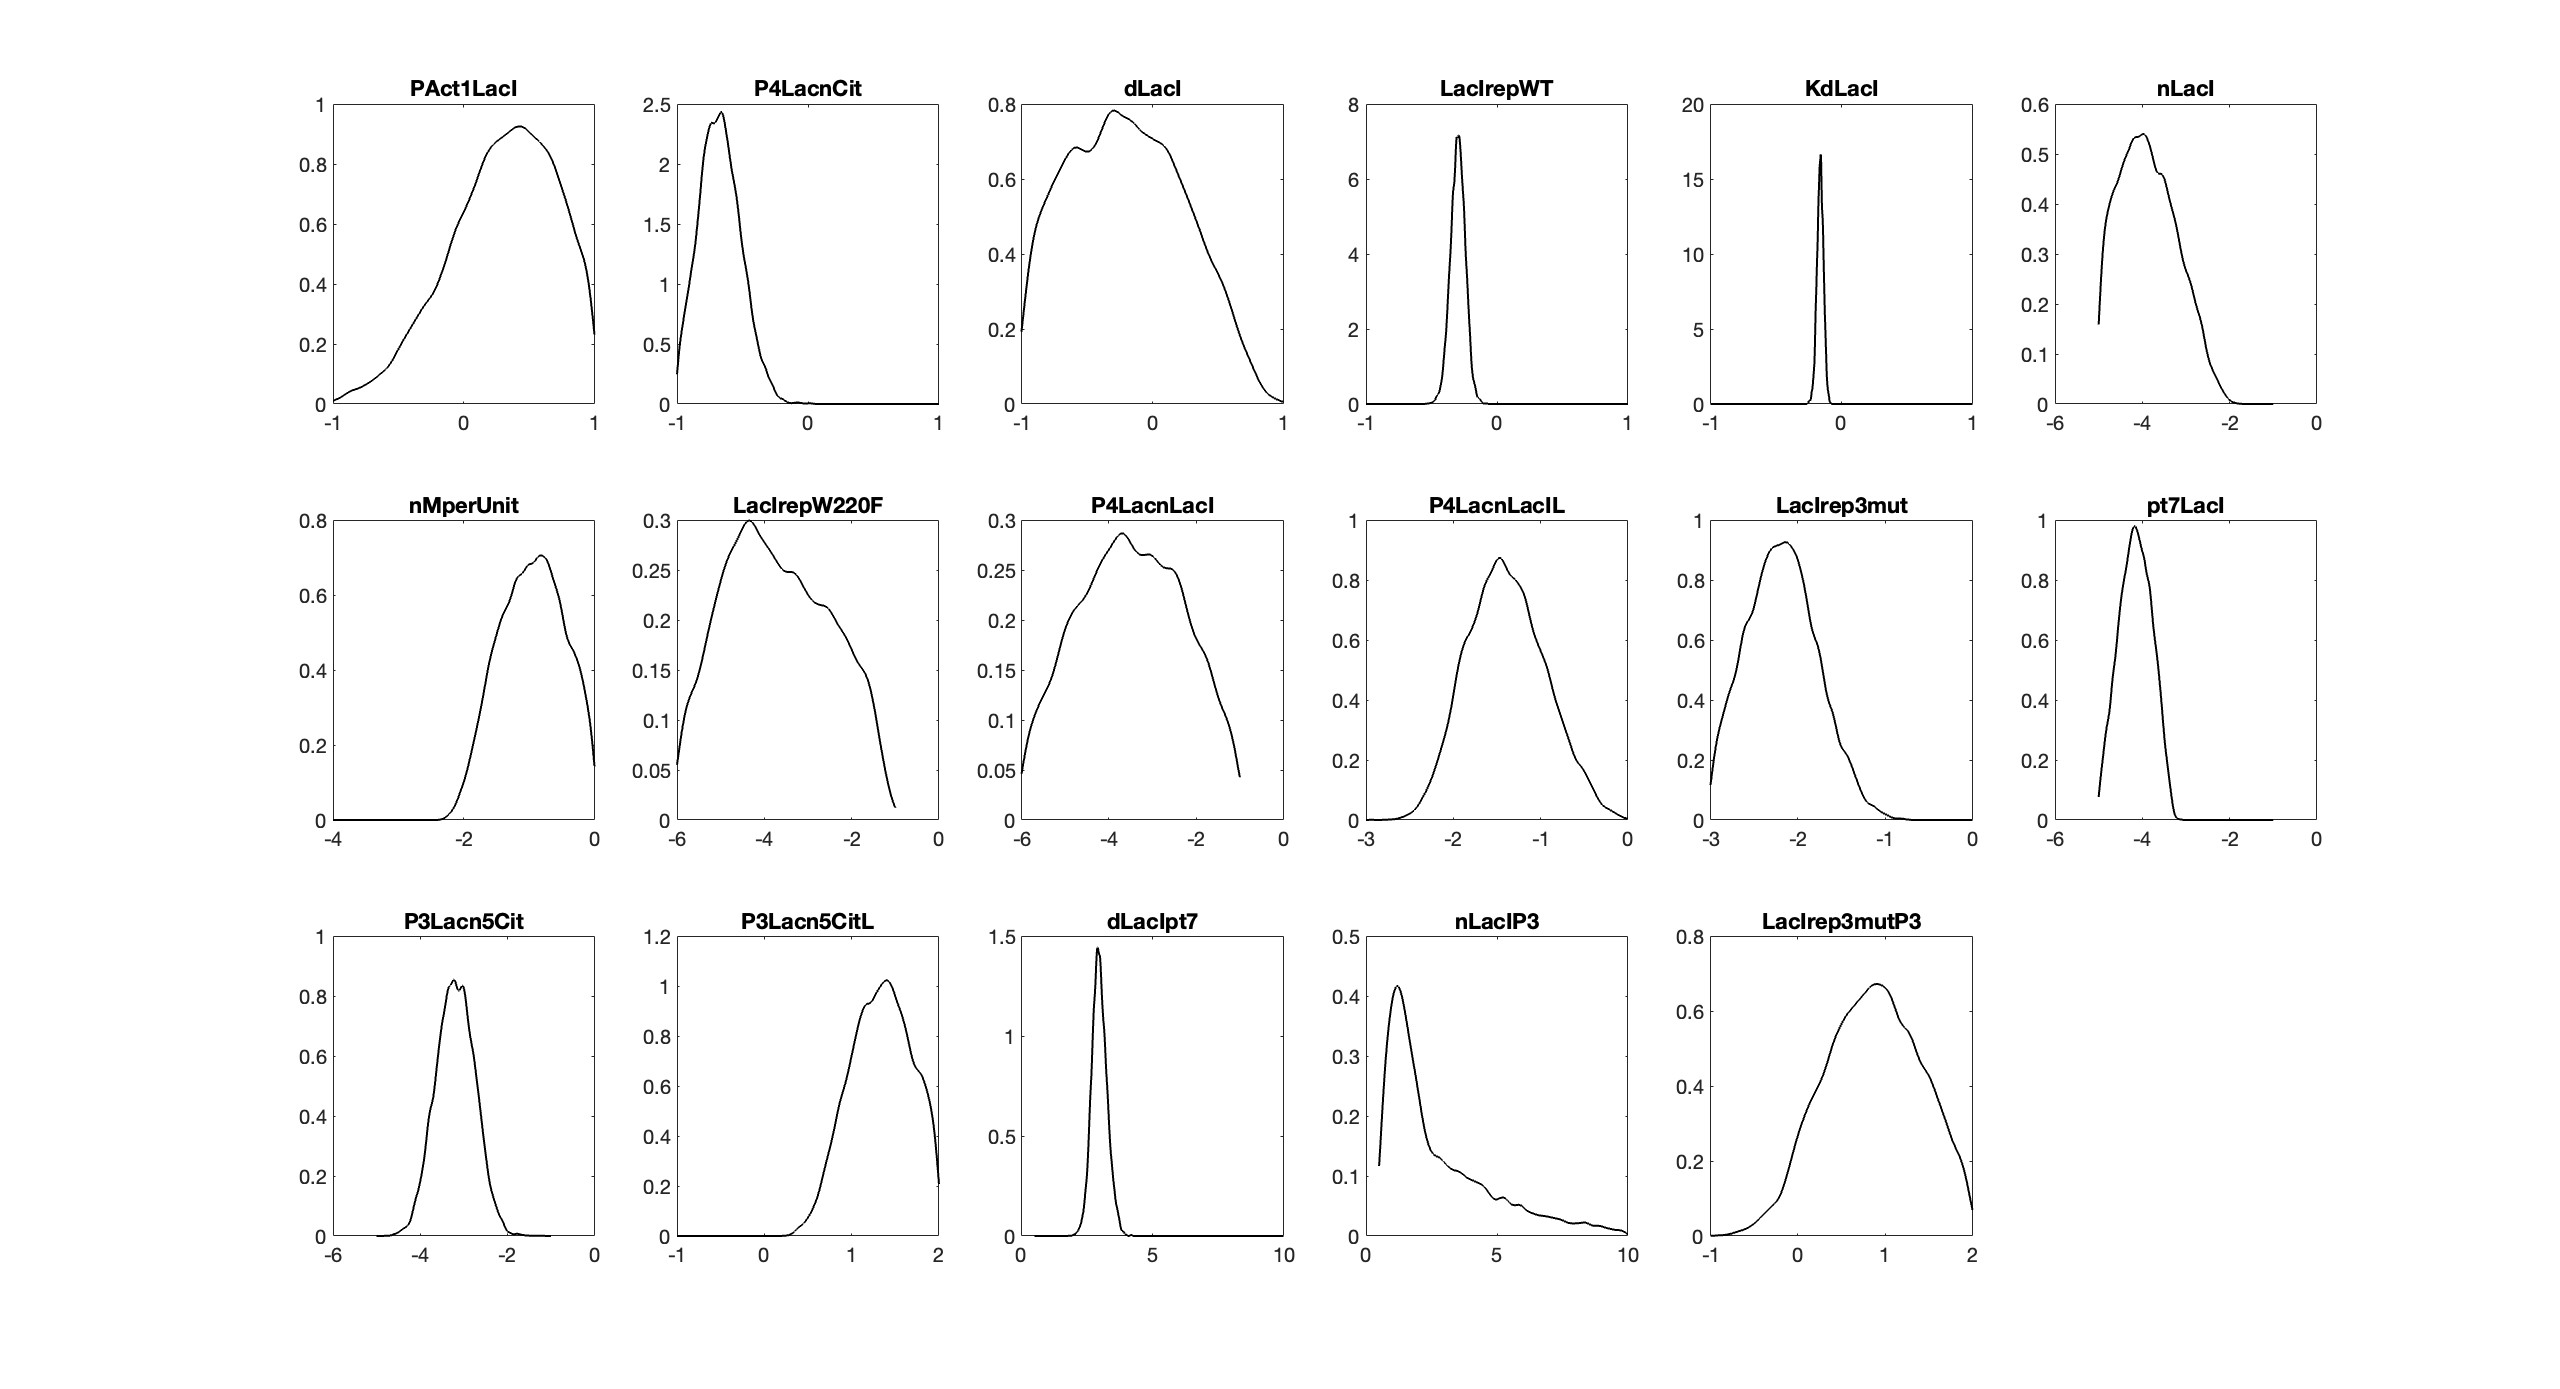 PAct1LacI P4LacnCit dLacI LacIrepWT KdLacI nLacI
1 2.5 0.8 8 20 0.6
0.8 2 0.6 6 15 0.5
0.6 1.5 0.4 4 10 0.4
0.4 1 0.2 2 5 0.3
0.2 0.5 0 0 0 0.2
0 0 0.1
0
-1 0 1 -1 0 1 -1 0 1 -1 0 1 -1 0 1 -6 -4 -2 0
nMperUnit LacIrepW220F P4LacnLacI P4LacnLacIL LacIrep3mut pt7LacI
0.8 0.3 0.3 1 1 1
0.6 0.25 0.25 0.8 0.8 0.8
0.4 0.2 0.2 0.6 0.6 0.6
0.2 0.15 0.15 0.4 0.4 0.4
0 0.1 0.1 0.2 0.2 0.2
0.05 0.05 0 0 0
0 0
-4 -2 0 -6 -4 -2 0 -6 -4 -2 0 -3 -2 -1 0 -3 -2 -1 0 -6 -4 -2 0
P3Lacn5Cit P3Lacn5CitL dLacIpt7 nLacIP3 LacIrep3mutP3
1 1.2 1.5 0.5 0.8
0.8 1 1 0.4 0.6
0.6 0.8 0.5 0.3 0.4
0.4 0.6 0 0.2 0.2
0.2 0.4 0.1 0
0 0.2 0
0
-6 -4 -2 0 -1 0 1 2 0 5 10 0 5 10 -1 0 1 2